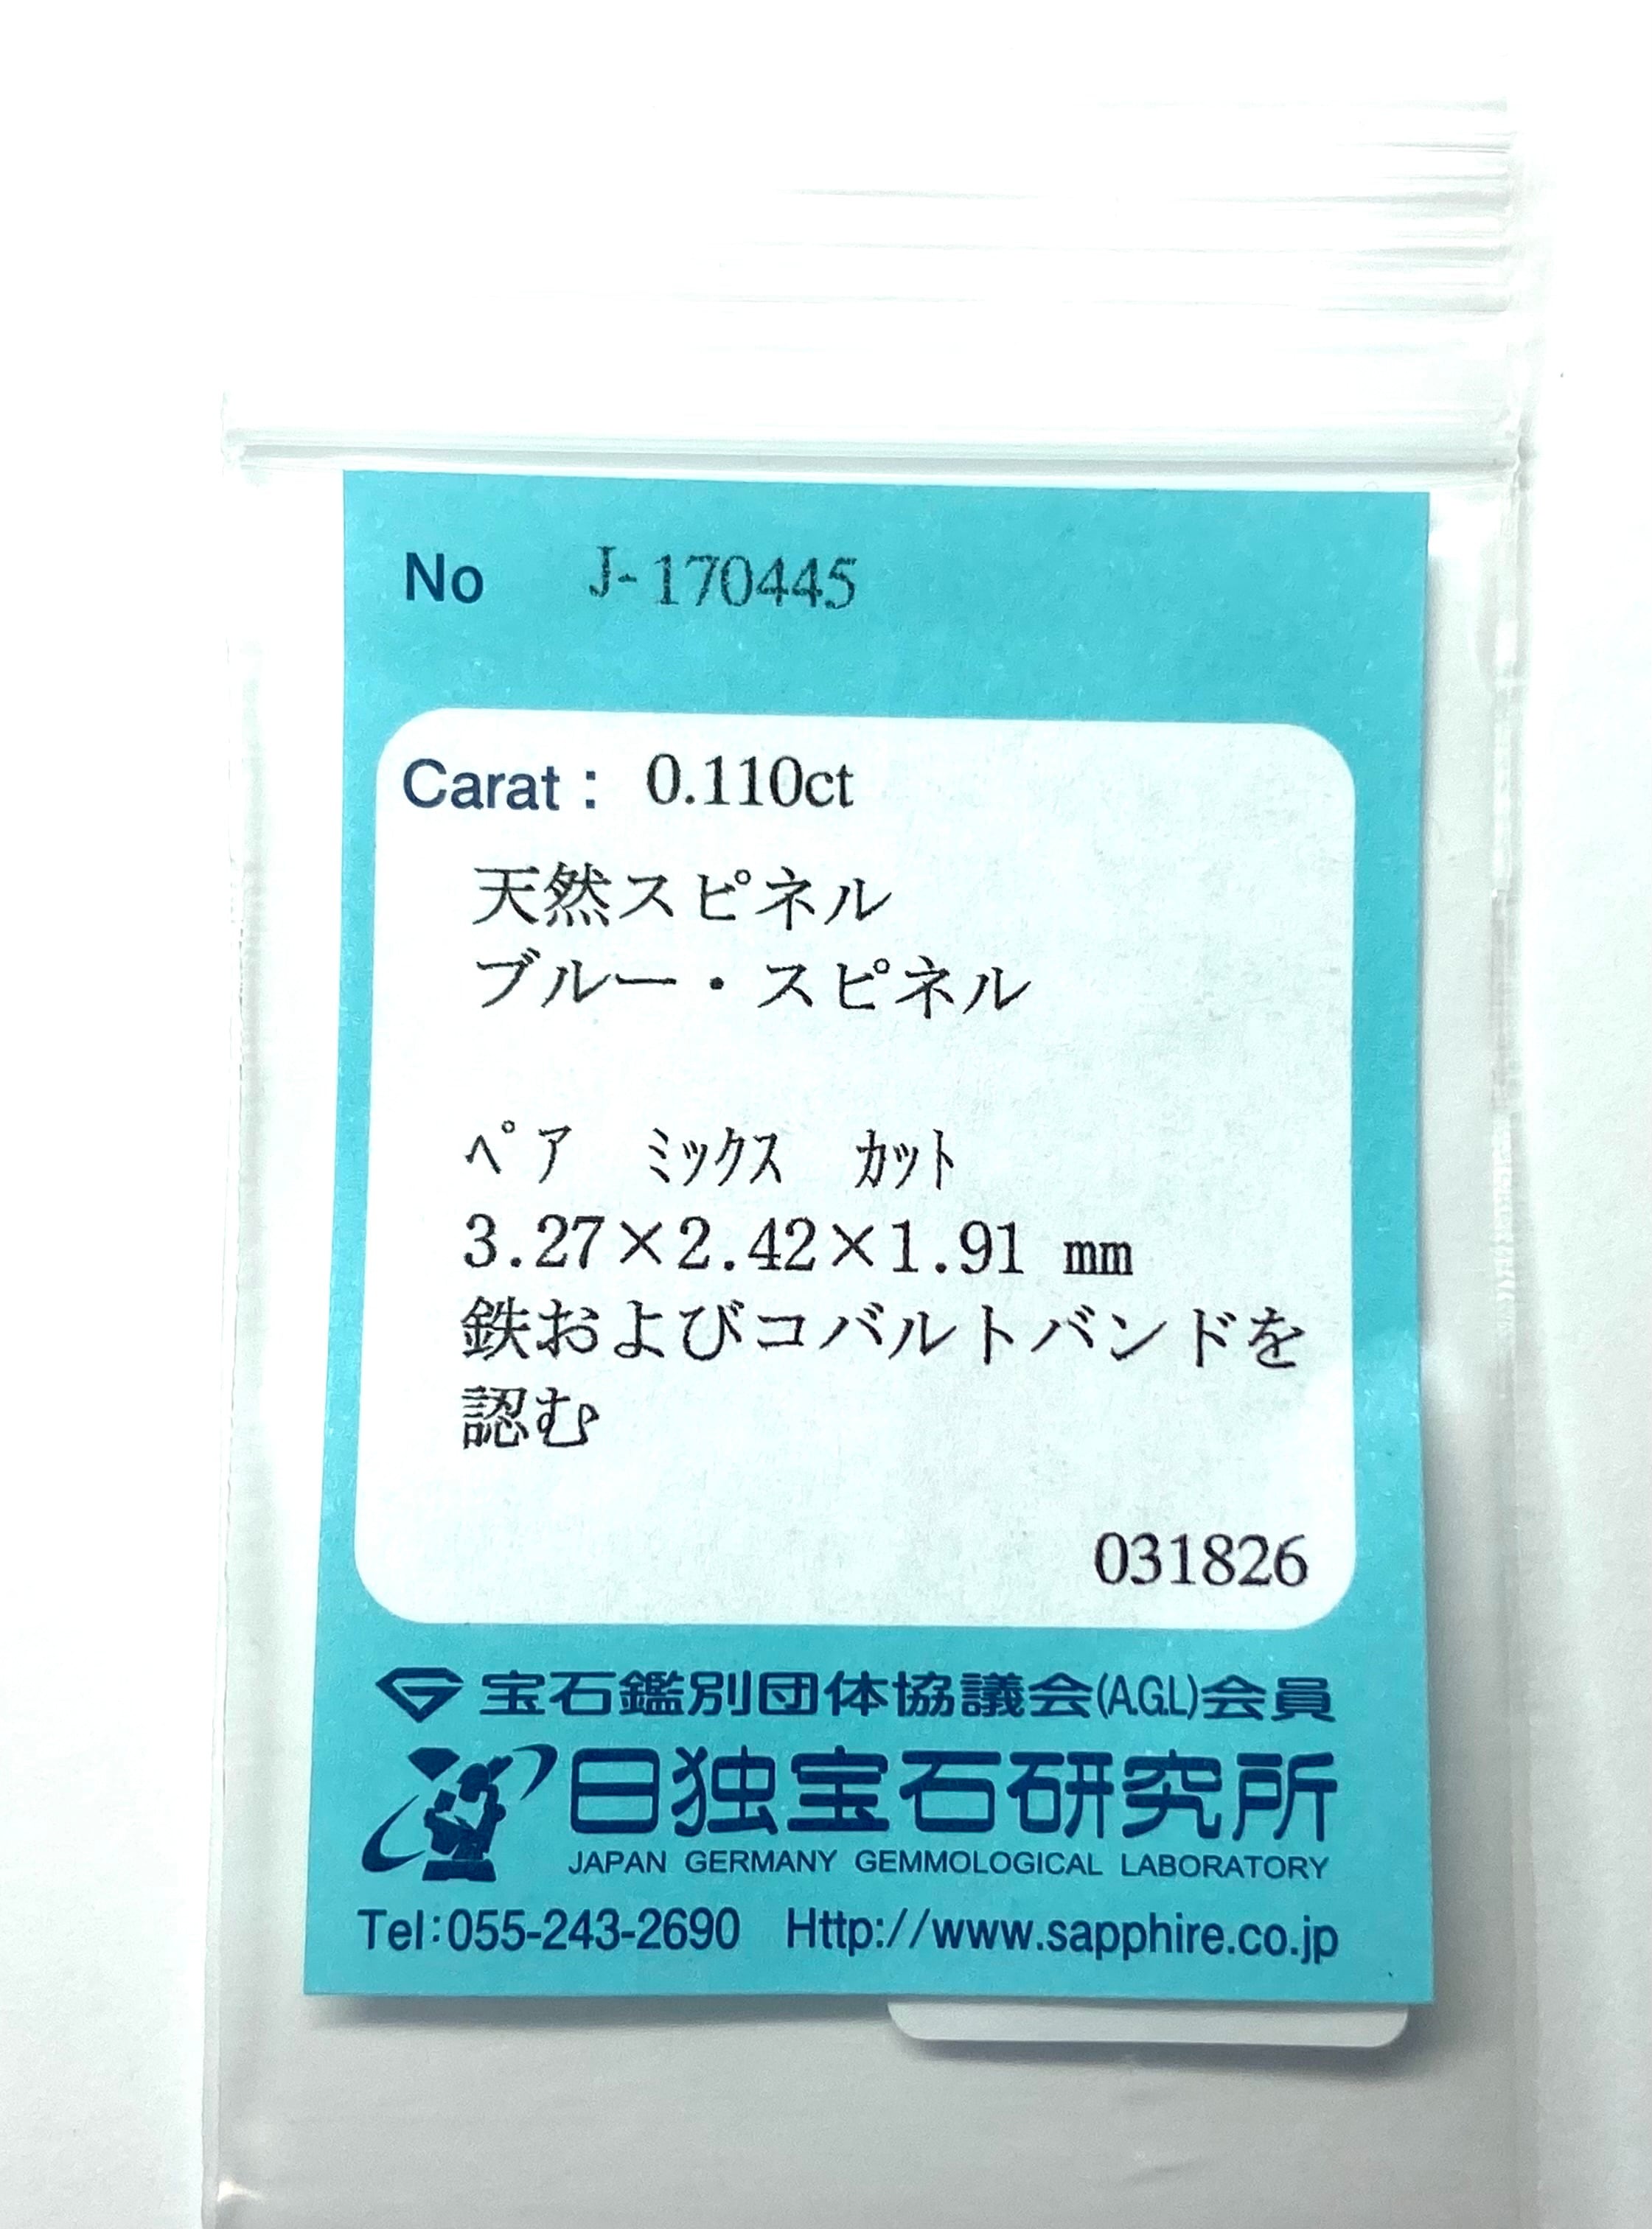 No J-170445
Carat： 0.110ct
天然スピネル
ブルー・スピネル
ﾍﾟｱ ﾐｯｸｽ ｶｯﾄ
3.27×2.42×1.91 mm
鉄およびコバルトバンドを
認む
031826
宝石鑑別団体協議会(A.G.L)会員
日独宝石研究所
JAPAN GERMANY GEMMOLOGICAL LABORATORY
Tel:055-243-2690 Http://www.sapphire.co.jp